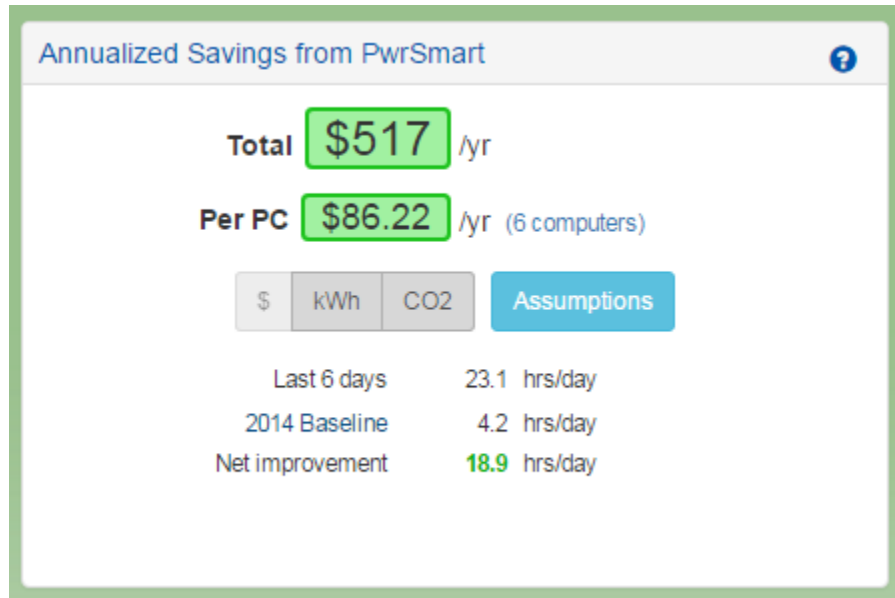 Annualized Savings from PwrSmart ?
Total $517 /yr
Per PC $86.22 /yr (6 computers)
$ kWh CO2 Assumptions
Last 6 days 23.1 hrs/day
2014 Baseline 4.2 hrs/day
Net improvement 18.9 hrs/day